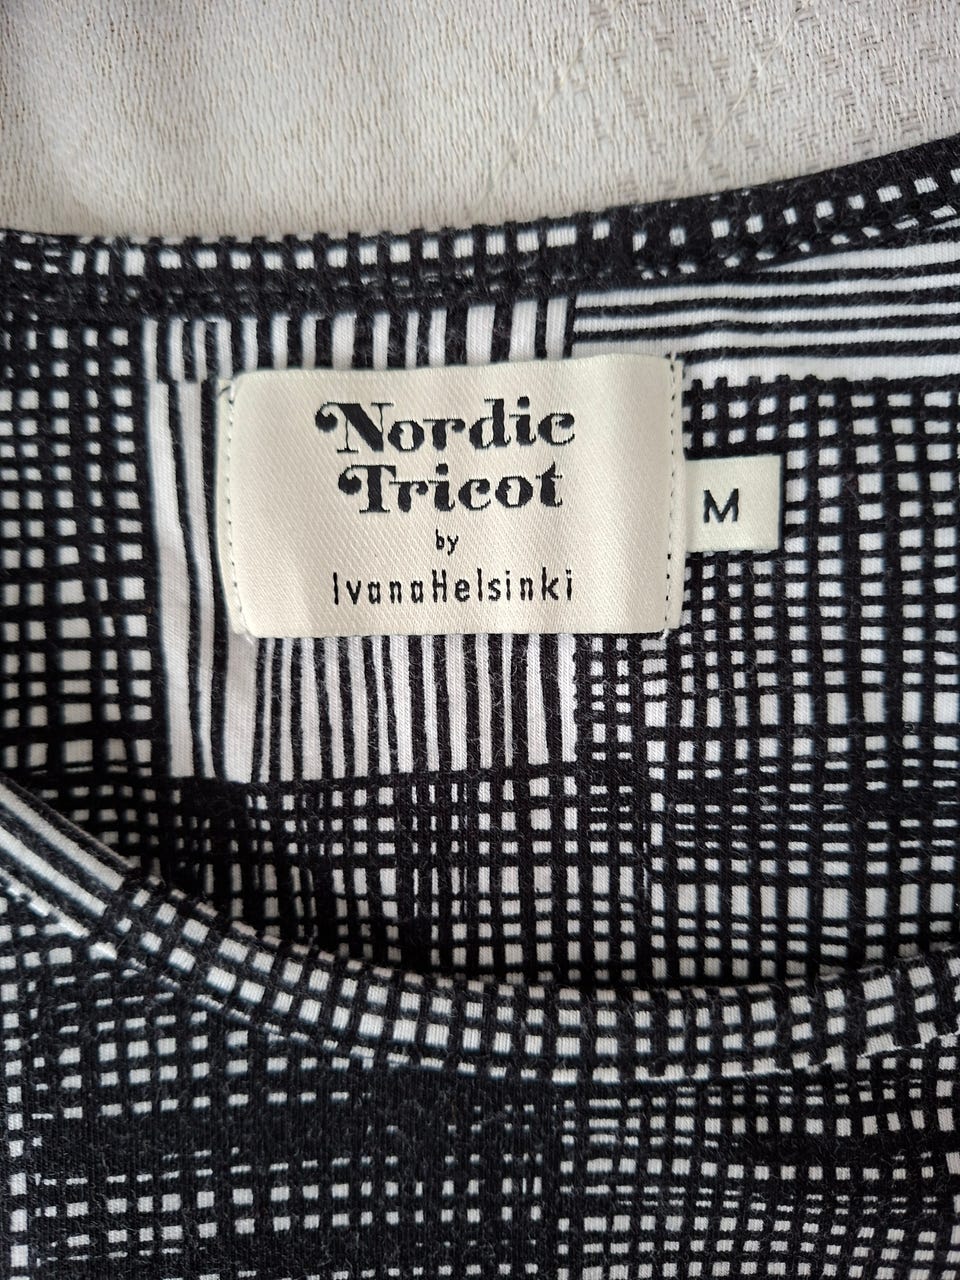 Nordic
Tricot
by
IvanaHelsinki
M